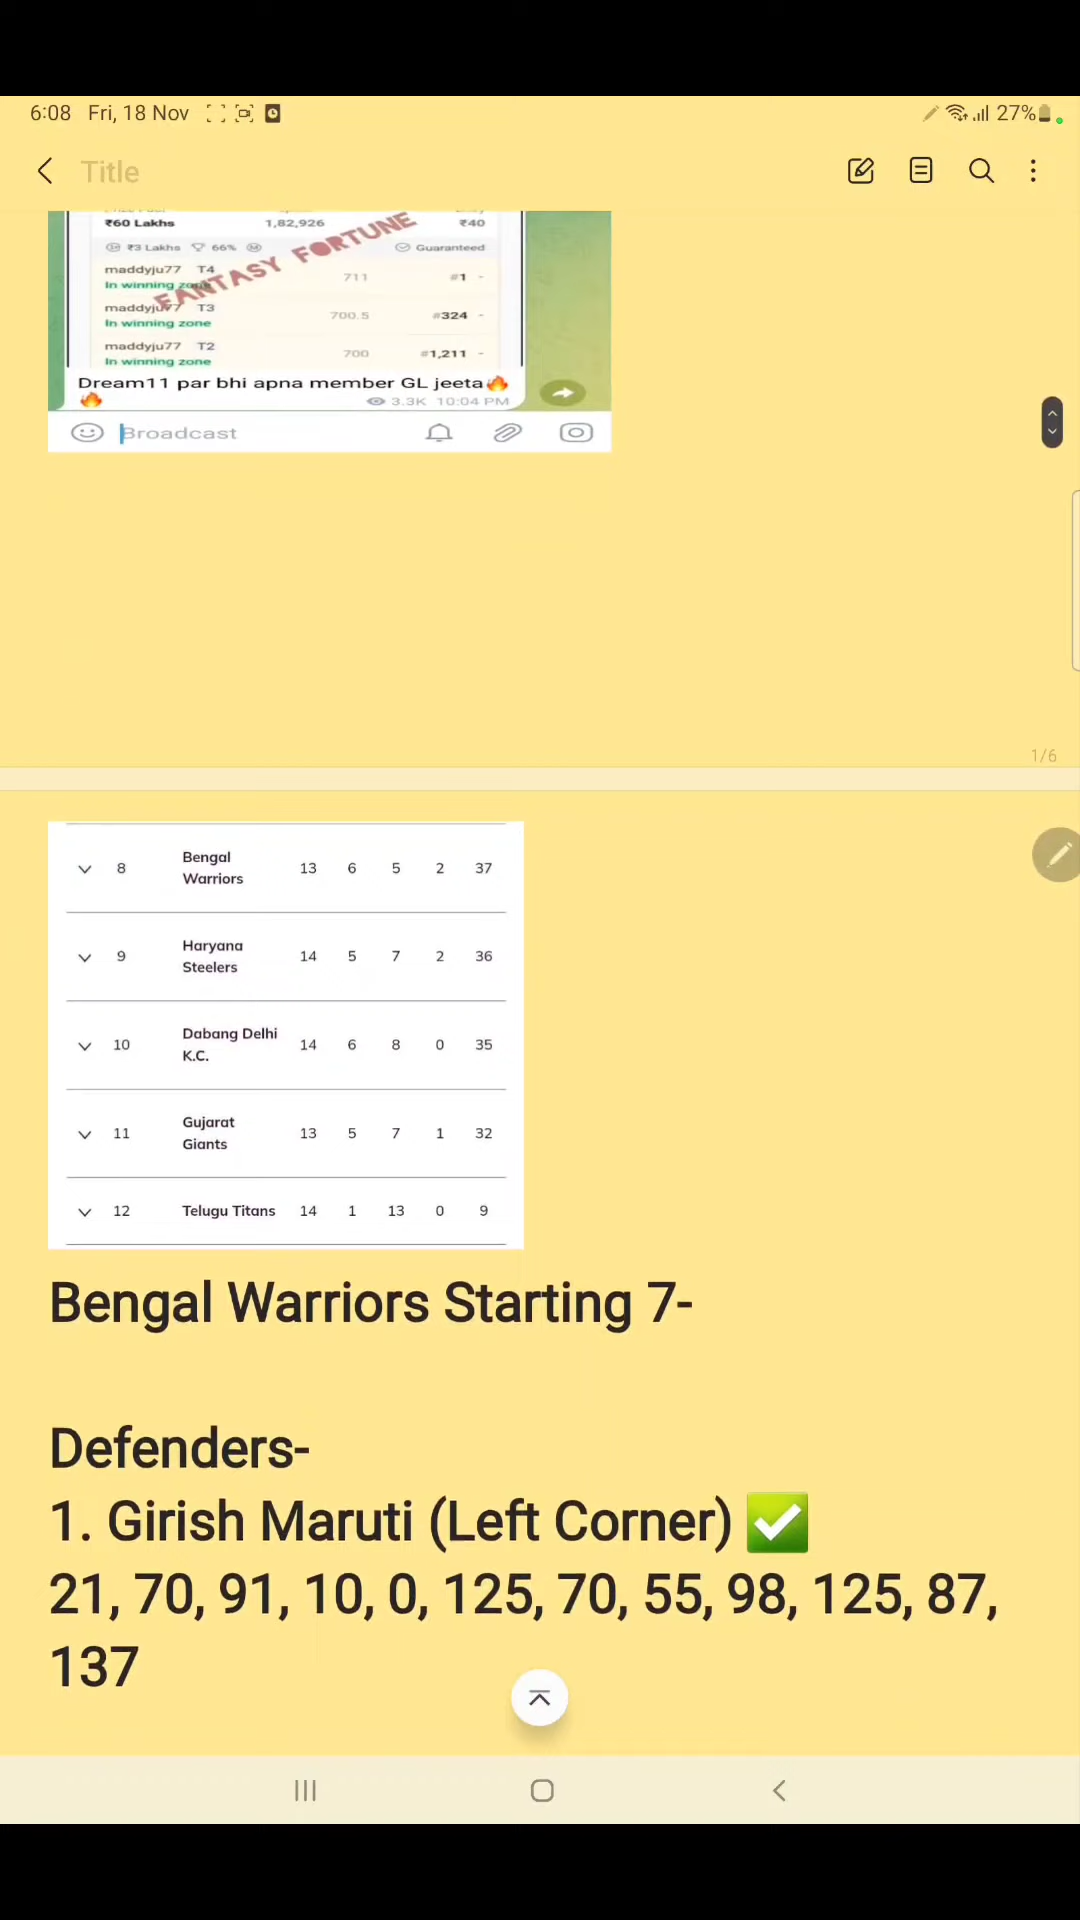 6:08 Fri, 18 Nov 27%
Title
₹60 Lakhs 1,82,926 ₹40
₹3 Lakhs 66% M Guaranteed
FANTASY FORTUNE
maddyju77 T4 711 #1 -
In winning zone
maddyju77 T3 700.5 #324 -
In winning zone
maddyju77 T2 700 #1,211 -
In winning zone
Dream11 par bhi apna member GL jeeta🔥
🔥 3.3K 10:04 PM
Broadcast
1/6
8 Bengal Warriors 13 6 5 2 37
9 Haryana Steelers 14 5 7 2 36
10 Dabang Delhi K.C. 14 6 8 0 35
11 Gujarat Giants 13 5 7 1 32
12 Telugu Titans 14 1 13 0 9
Bengal Warriors Starting 7-
Defenders-
1. Girish Maruti (Left Corner) ✅
21, 70, 91, 10, 0, 125, 70, 55, 98, 125, 87,
137